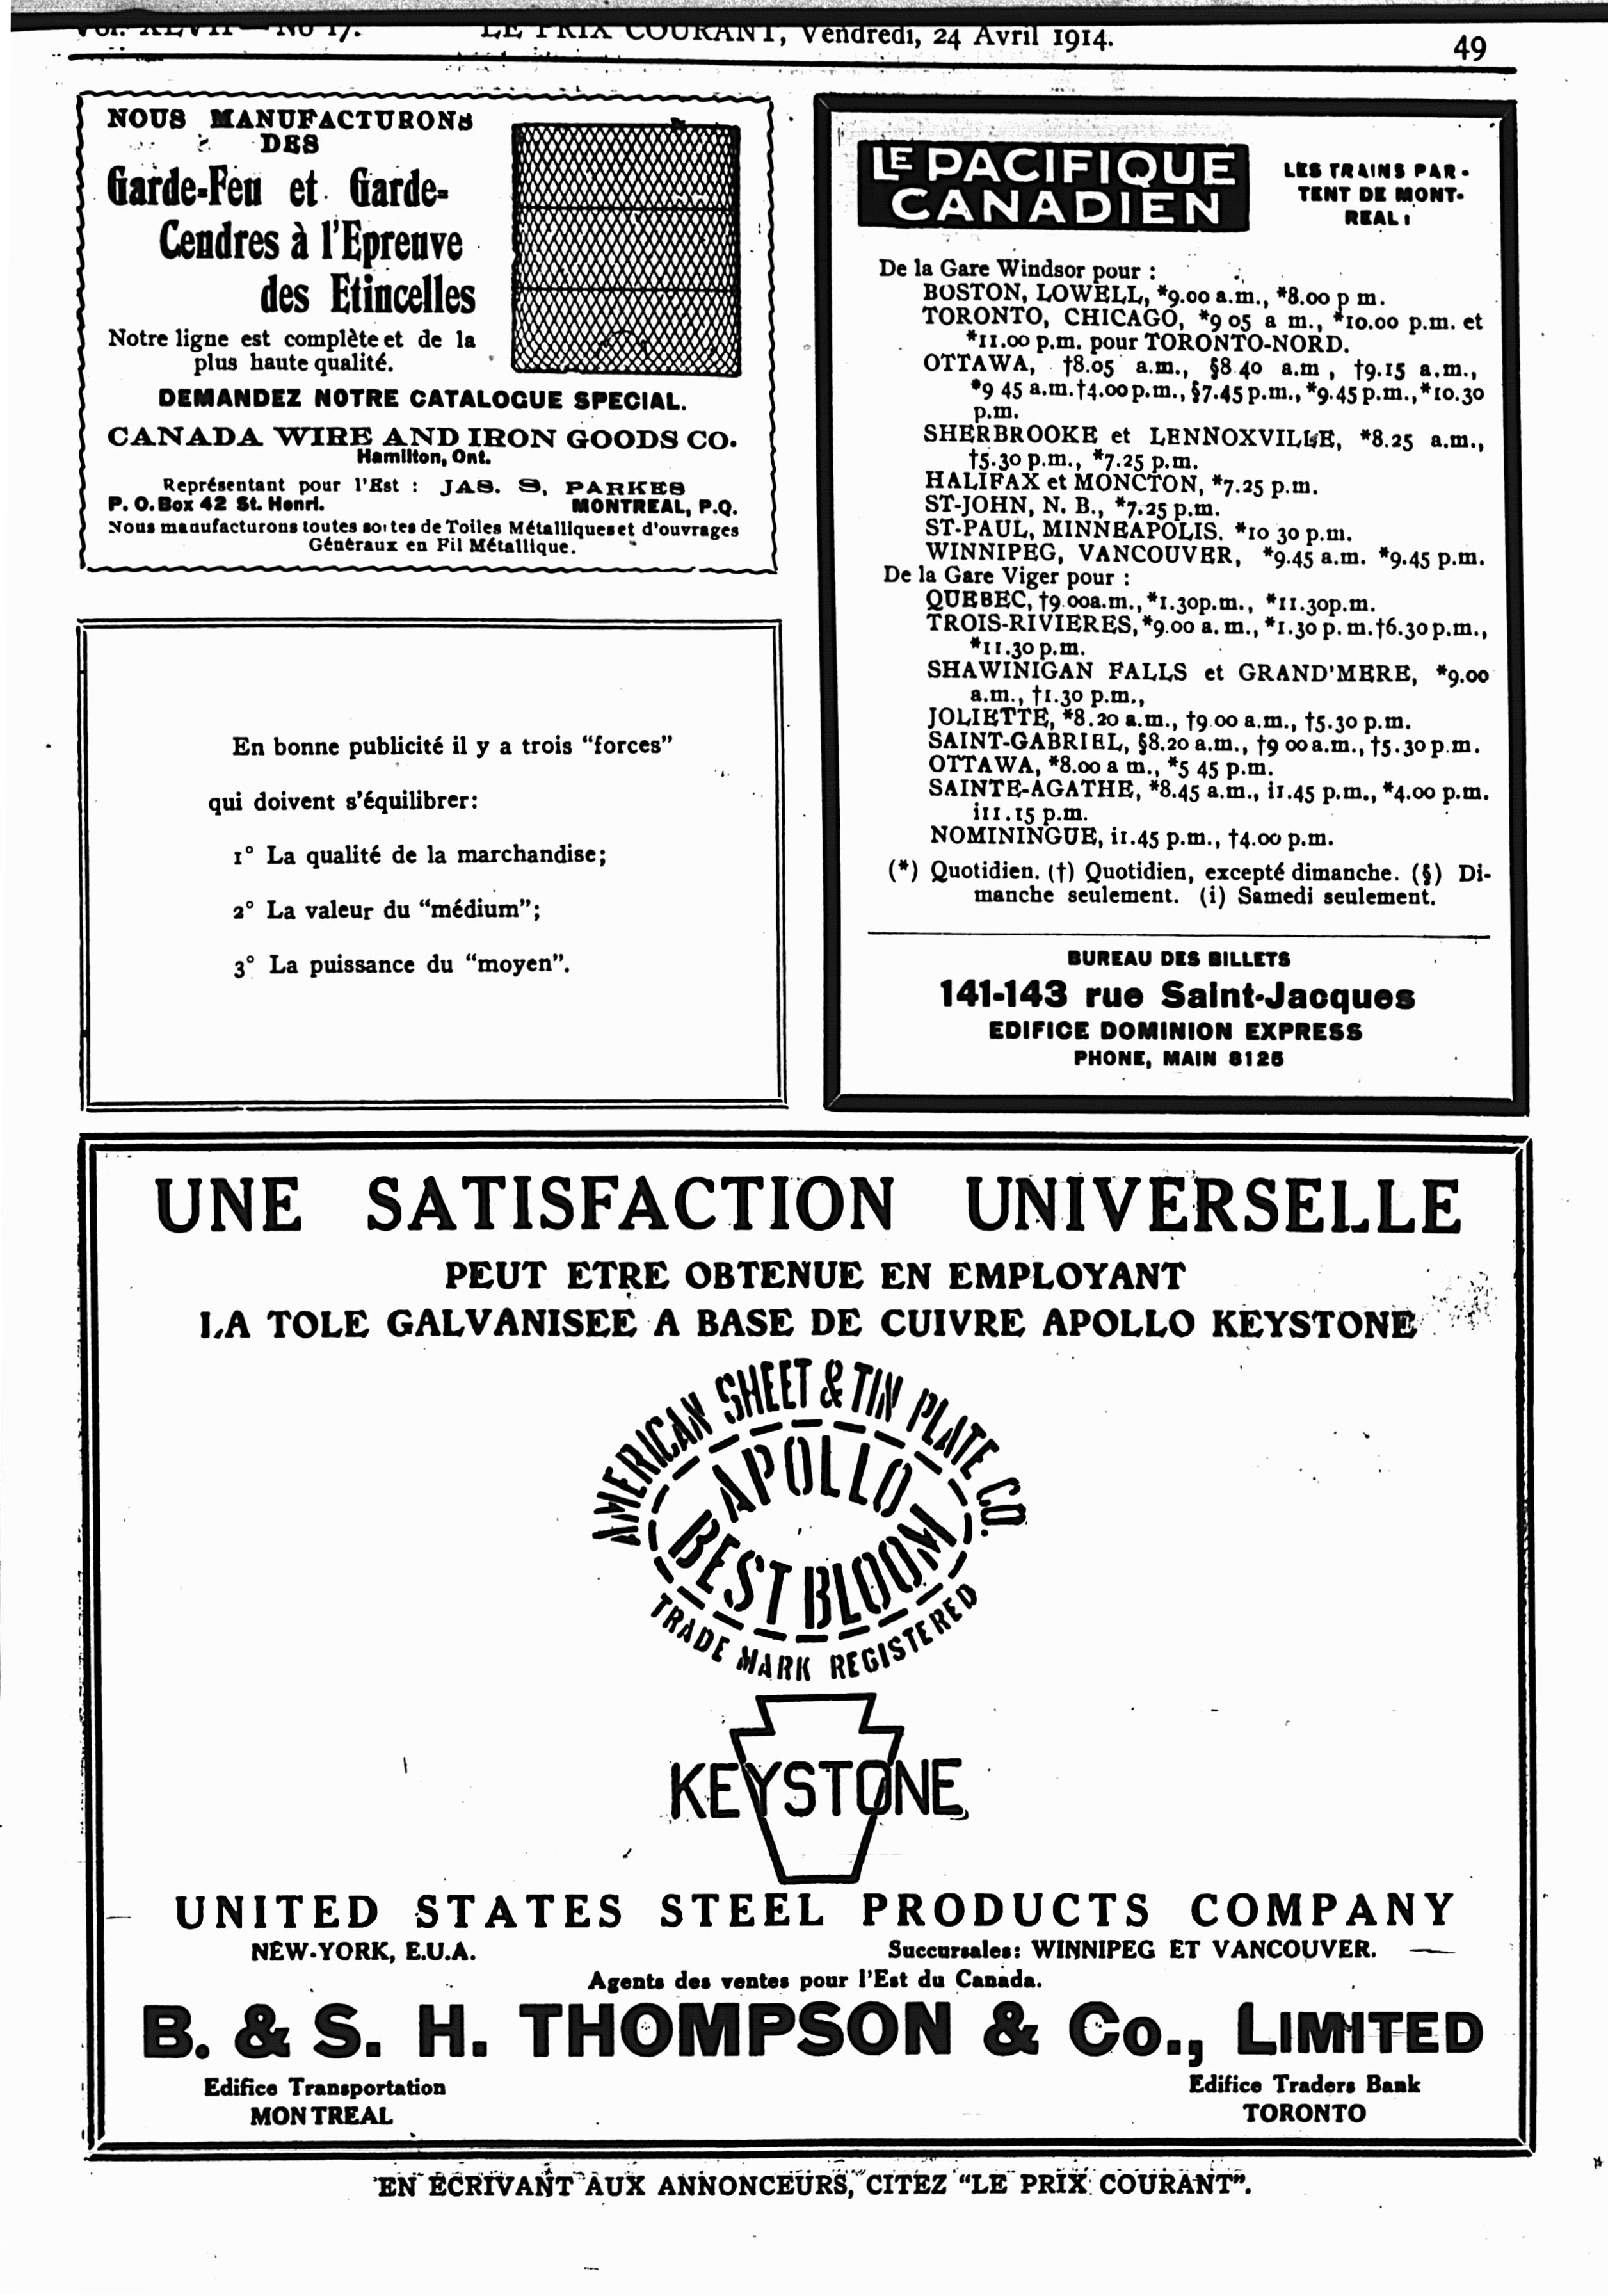 Vol. XLVII — No 17. LE PRIX COURANT, Vendredi, 24 Avril 1914. 49
NOUS MANUFACTURONS
DES
Garde-Feu et Garde-
Cendres à l'Epreuve
des Etincelles
Notre ligne est complète et de la
plus haute qualité.
DEMANDEZ NOTRE CATALOGUE SPECIAL.
CANADA WIRE AND IRON GOODS CO.
Hamilton, Ont.
Représentant pour l'Est : JAS. S. PARKES
P. O. Box 42 St. Henri. MONTREAL, P.Q.
Nous manufacturons toutes sortes de Toiles Métalliques et d'ouvrages
Généraux en Fil Métallique.
En bonne publicité il y a trois "forces"
qui doivent s'équilibrer:
1° La qualité de la marchandise;
2° La valeur du "médium";
3° La puissance du "moyen".
LE PACIFIQUE
CANADIEN
LES TRAINS PAR-
TENT DE MONT-
REAL :
De la Gare Windsor pour :
BOSTON, LOWELL, *9.00 a.m., *8.00 p m.
TORONTO, CHICAGO, *9 05 a m., *10.00 p.m. et
*11.00 p.m. pour TORONTO-NORD.
OTTAWA, †8.05 a.m., §8 40 a.m , †9.15 a.m.,
*9 45 a.m. †4.00 p.m., §7.45 p.m., *9.45 p.m., *10.30
p.m.
SHERBROOKE et LENNOXVILLE, *8.25 a.m.,
†5.30 p.m., *7.25 p.m.
HALIFAX et MONCTON, *7.25 p.m.
ST-JOHN, N. B., *7.25 p.m.
ST-PAUL, MINNEAPOLIS. *10 30 p.m.
WINNIPEG, VANCOUVER, *9.45 a.m. *9.45 p.m.
De la Gare Viger pour :
QUEBEC, †9.00a.m., *1.30p.m., *11.30p.m.
TROIS-RIVIERES, *9.00 a. m., *1.30 p. m. †6.30 p.m.,
*11.30 p.m.
SHAWINIGAN FALLS et GRAND'MERE, *9.00
a.m., †1.30 p.m.,
JOLIETTE, *8.20 a.m., †9.00 a.m., †5.30 p.m.
SAINT-GABRIEL, §8.20 a.m., †9 00 a.m., †5.30 p.m.
OTTAWA, *8.00 a m., *5 45 p.m.
SAINTE-AGATHE, *8.45 a.m., i1.45 p.m., *4.00 p.m.
i11.15 p.m.
NOMININGUE, i1.45 p.m., †4.00 p.m.
(*) Quotidien. (†) Quotidien, excepté dimanche. (§) Di-
manche seulement. (i) Samedi seulement.
BUREAU DES BILLETS
141-143 rue Saint-Jacques
EDIFICE DOMINION EXPRESS
PHONE, MAIN 8125
UNE SATISFACTION UNIVERSELLE
PEUT ETRE OBTENUE EN EMPLOYANT
LA TOLE GALVANISEE A BASE DE CUIVRE APOLLO KEYSTONE
AMERICAN SHEET & TIN PLATE CO.
APOLLO
BEST BLOOM
TRADE MARK REGISTERED
KEYSTONE
UNITED STATES STEEL PRODUCTS COMPANY
NEW-YORK, E.U.A. Succursales: WINNIPEG ET VANCOUVER.
Agents des ventes pour l'Est du Canada.
B. & S. H. THOMPSON & Co., LIMITED
Edifice Transportation Edifice Traders Bank
MONTREAL TORONTO
EN ECRIVANT AUX ANNONCEURS, CITEZ "LE PRIX COURANT".